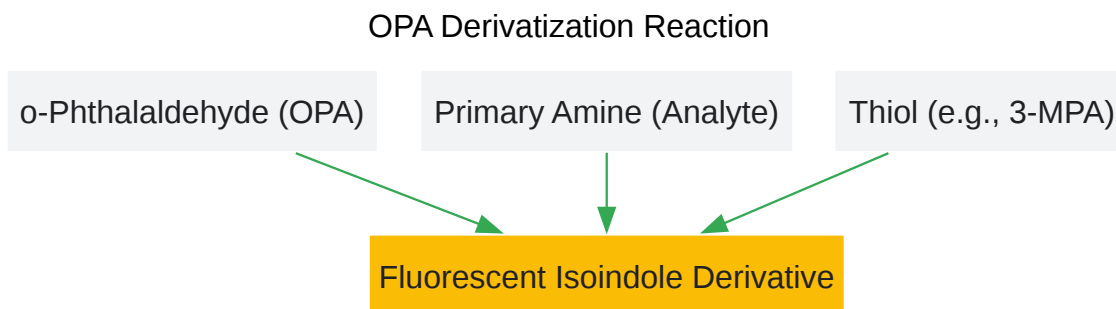 OPA Derivatization Reaction
o-Phthalaldehyde (OPA)
Primary Amine (Analyte)
Thiol (e.g., 3-MPA)
Fluorescent Isoindole Derivative